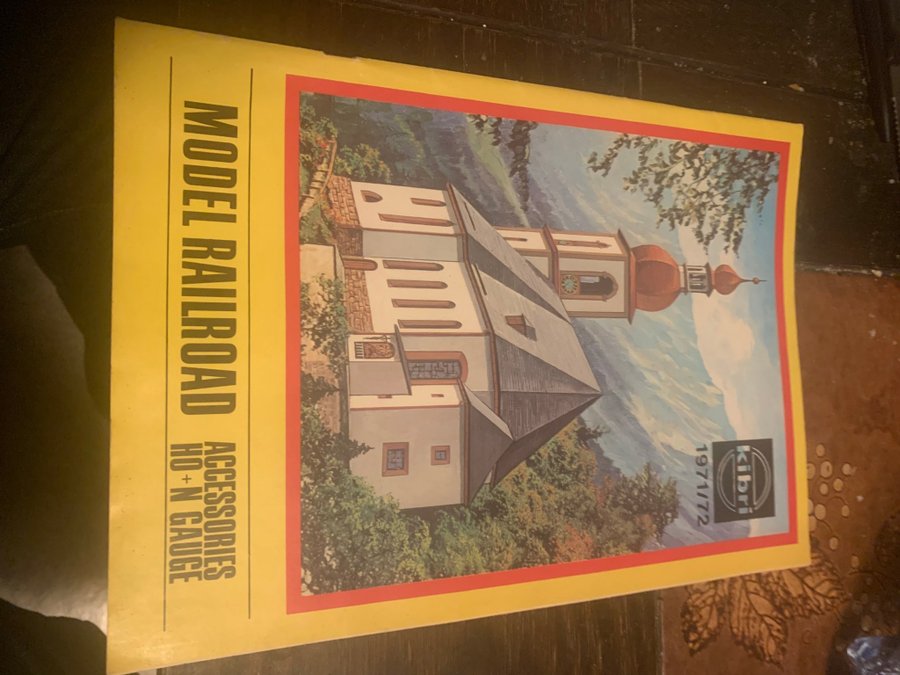 kibri
1971/72
MODEL RAILROAD
ACCESSORIES
HO + N GAUGE